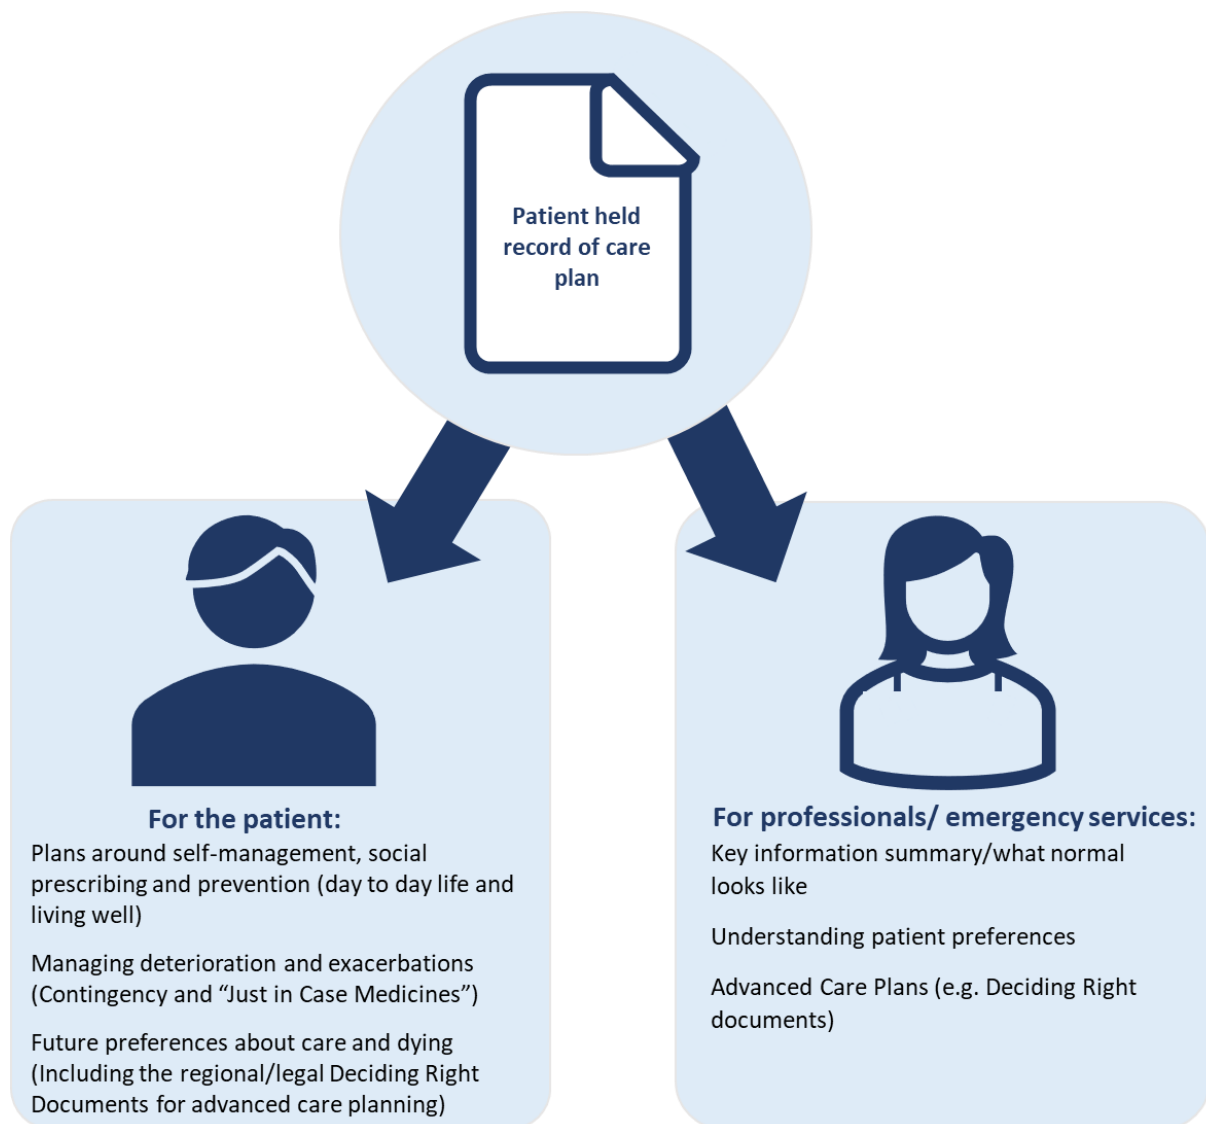 Patient held
record of care
plan
For the patient:
Plans around self-management, social
prescribing and prevention (day to day life and
living well)
Managing deterioration and exacerbations
(Contingency and “Just in Case Medicines”)
Future preferences about care and dying
(Including the regional/legal Deciding Right
Documents for advanced care planning)
For professionals/ emergency services:
Key information summary/what normal
looks like
Understanding patient preferences
Advanced Care Plans (e.g. Deciding Right
documents)